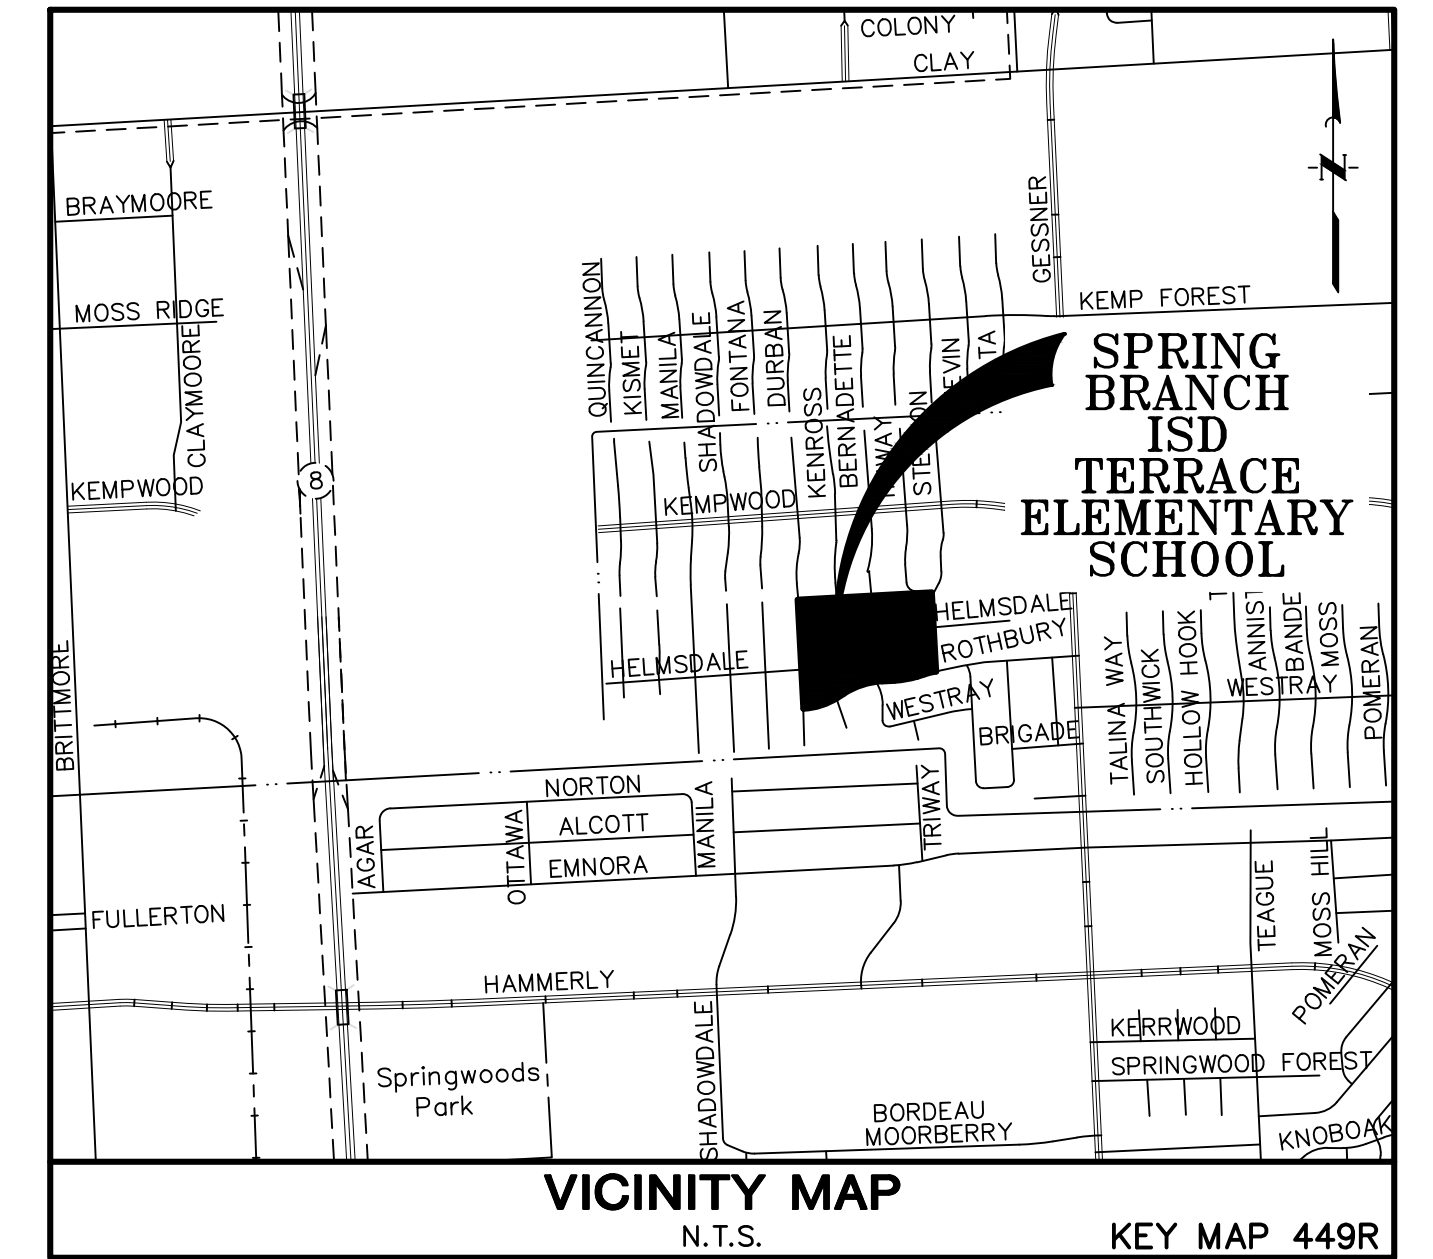 COLONY
CLAY
BRAYMOORE
GESSNER
KEMP FOREST
MOSS RIDGE
CLAYMOORE
QUINCANNON
KISMET
MANILA
SHADOWDALE
FONTANA
DURBAN
KENROSS
BERNADETTE
SPRING
BRANCH
ISD
TERRACE
ELEMENTARY
SCHOOL
KEMPWOOD
8
KEMPWOOD
N
BRITTMORE
HELMSDALE
HELMSDALE
ROTHBURY
WESTRAY
BRIGADE
TALINA WAY
SOUTHWICK
HOLLOW HOOK
ANNIS
BANDE
MOSS
POMERAN
WESTRAY
NORTON
ALCOTT
EMNORA
AGAR
OTTAWA
MANILA
TRIWAY
FULLERTON
TEAGUE
MOSS HILL
POMERAN
HAMMERLY
SHADOWDALE
KERRWOOD
SPRINGWOOD FOREST
Springwoods
Park
BORDEAU
MOORBERRY
KNOBOAK
VICINITY MAP
N.T.S.
KEY MAP 449R